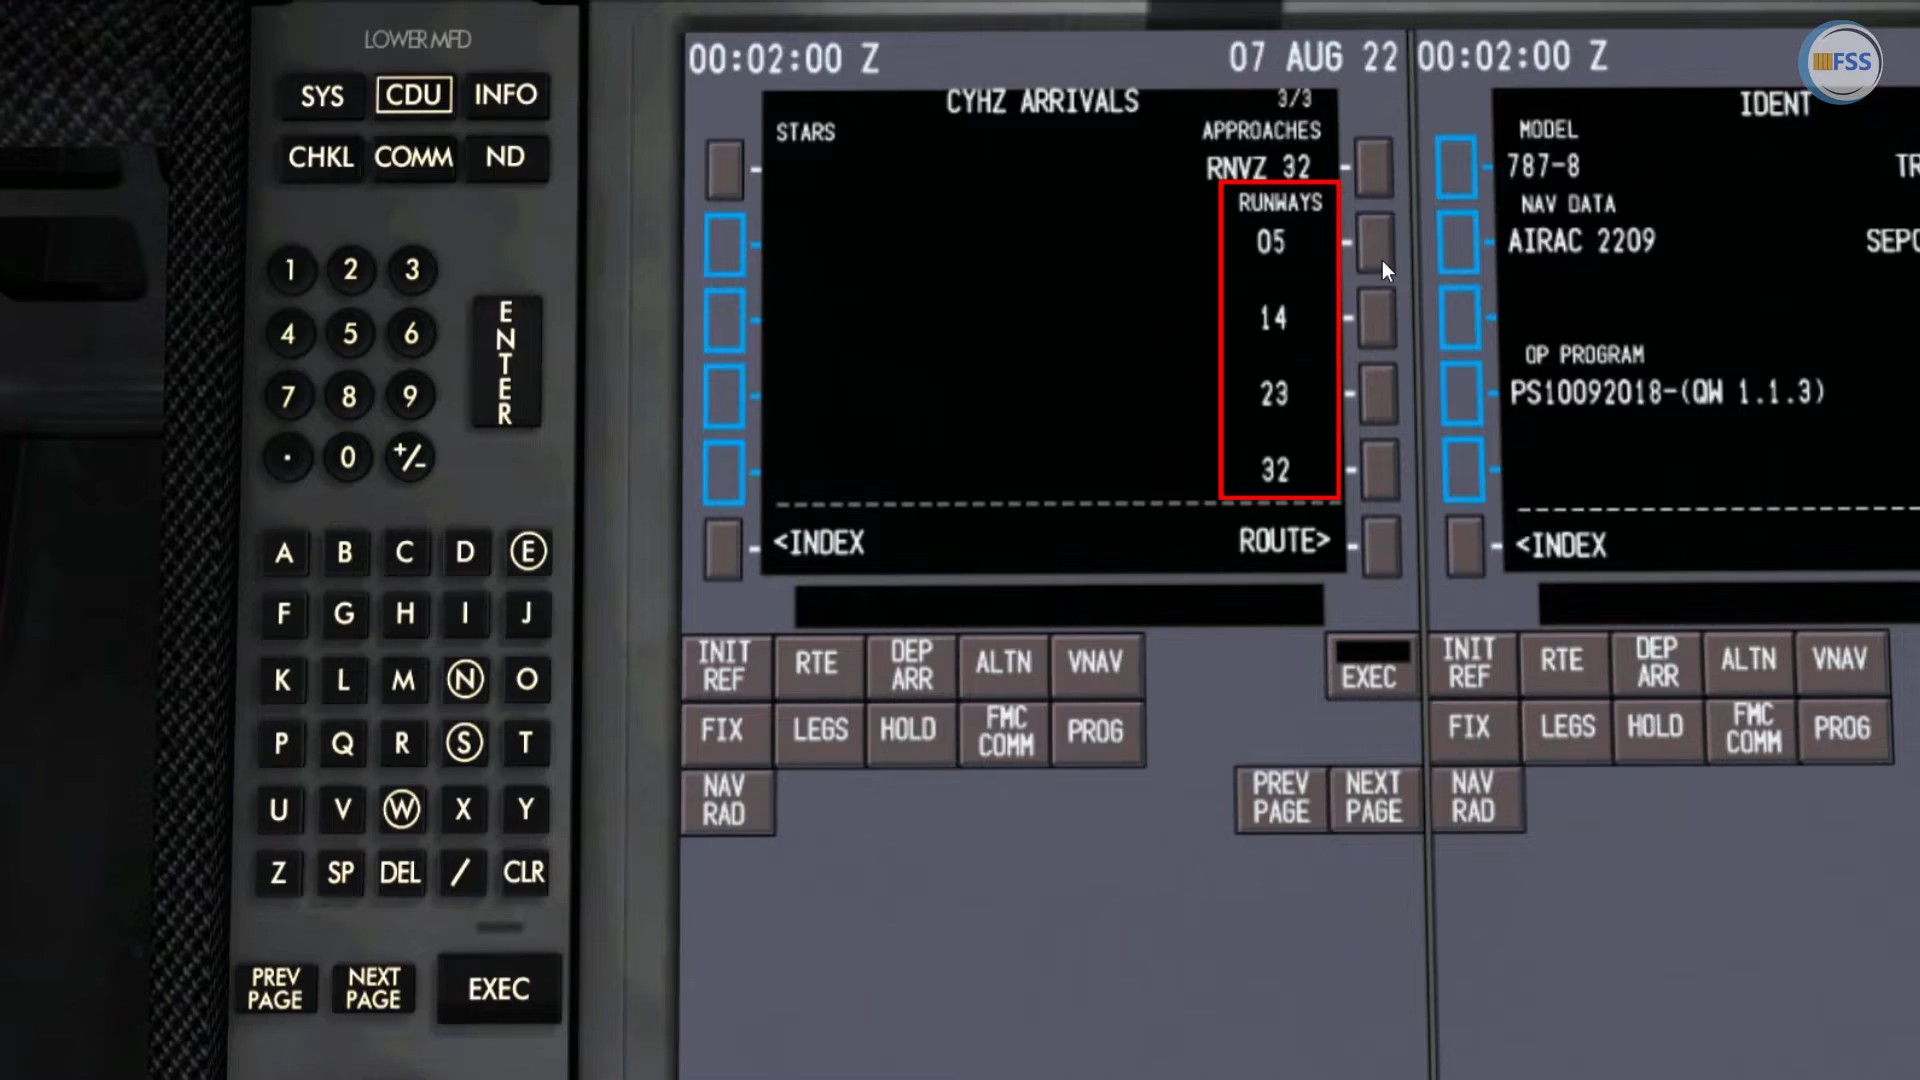 LOWER MFD
SYS CDU INFO
CHKL COMM ND
1 2 3
4 5 6
7 8 9
. 0 +/-
ENTER
A B C D E
F G H I J
K L M N O
P Q R S T
U V W X Y
Z SP DEL / CLR
PREV PAGE
NEXT PAGE
EXEC
00:02:00 Z 07 AUG 22
CYHZ ARRIVALS 3/3
STARS APPROACHES
RNVZ 32
RUNWAYS
05
14
23
32
<INDEX ROUTE>
INIT REF
RTE
DEP ARR
ALTN
VNAV
EXEC
FIX
LEGS
HOLD
FMC COMM
PROG
NAV RAD
PREV PAGE
NEXT PAGE
00:02:00 Z
FSS
IDENT
MODEL
787-8 TR
NAV DATA
AIRAC 2209 SEP0
OP PROGRAM
PS10092018-(QW 1.1.3)
<INDEX
INIT REF
RTE
DEP ARR
ALTN
VNAV
FIX
LEGS
HOLD
FMC COMM
PROG
NAV RAD